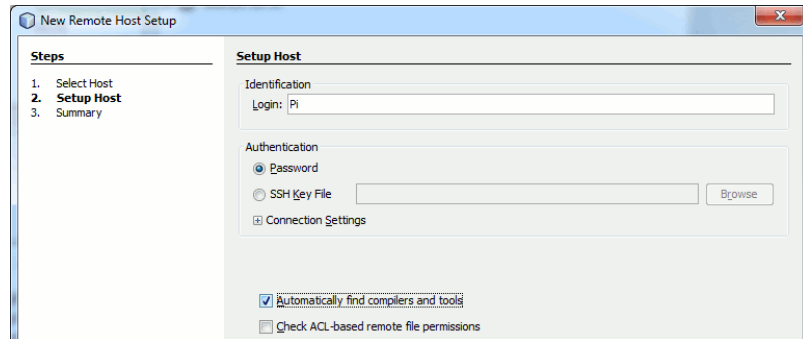 New Remote Host Setup
Steps
1. Select Host
2. Setup Host
3. Summary
Setup Host
Identification
Login: Pi
Authentication
Password
SSH Key File
Browse
Connection Settings
Automatically find compilers and tools
Check ACL-based remote file permissions